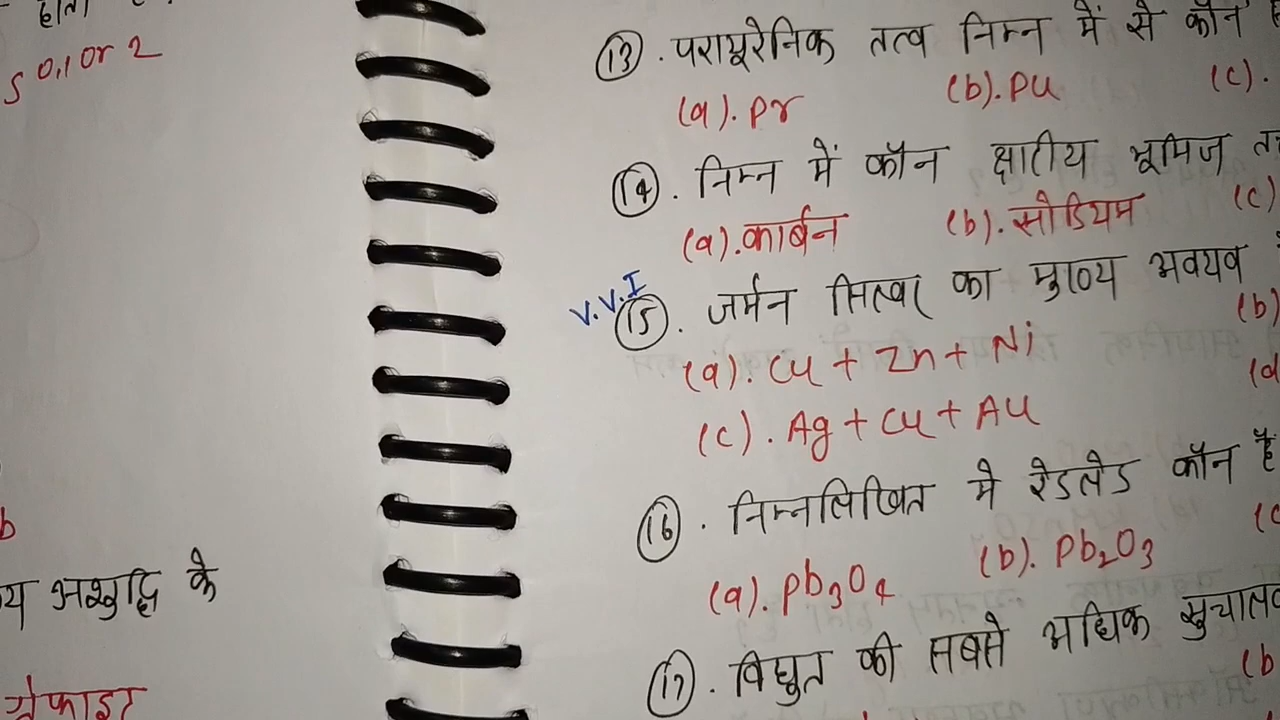 होता
s 0,1 or 2
b
य अशुद्धि के
ग्रेफाइट
(13). परायूरेनिक तत्व निम्न में से कौन
(a). Pr (b). Pu (c).
(14). निम्न में कौन क्षारीय भूमिज
(a). कार्बन (b). सोडियम (c)
V.V.I (15). जर्मन सिल्वर का मुख्य अवयव
(b)
(a). Cu + Zn + Ni
(d
(c). Ag + Cu + Au
(16). निम्नलिखित मे रेडलेड कौन है
(a). Pb3O4 (b). Pb2O3 (c
(17). विद्युत की सबसे अधिक सुचालक
(b